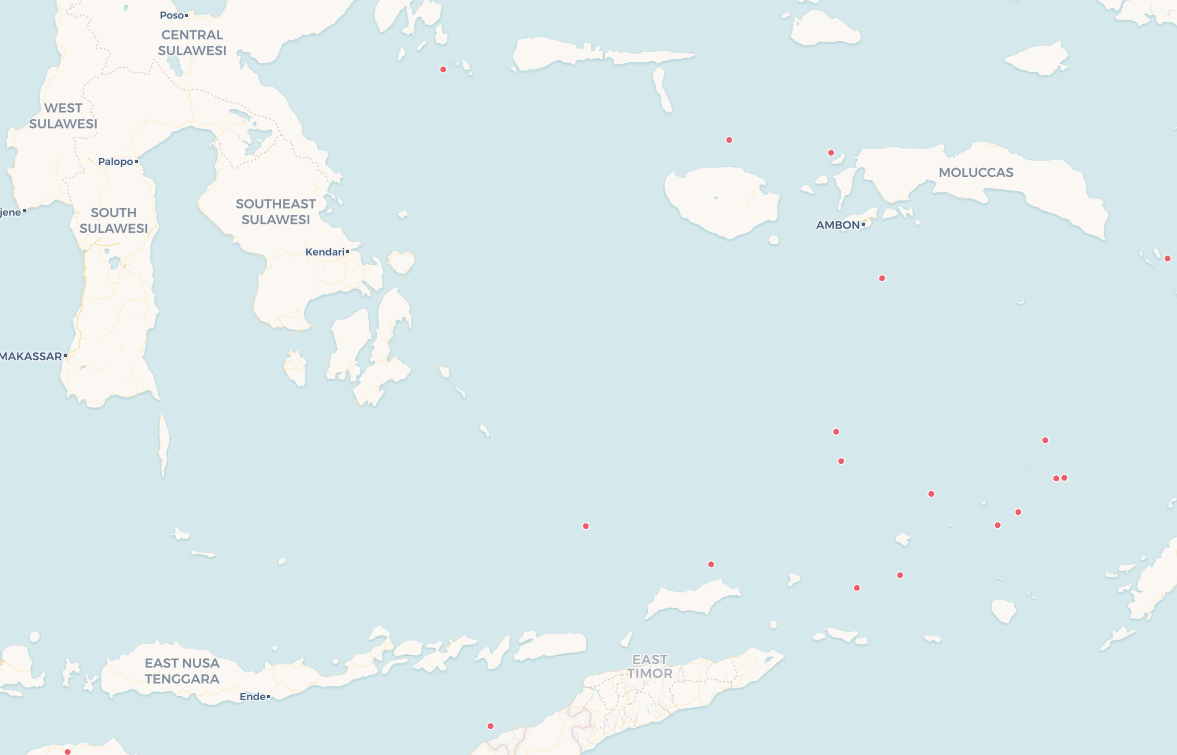 Poso
CENTRAL
SULAWESI
WEST
SULAWESI
Palopo
MOLUCCAS
SOUTHEAST
SULAWESI
jene
SOUTH
SULAWESI
AMBON
Kendari
MAKASSAR
EAST NUSA
TENGGARA
EAST
TIMOR
Ende